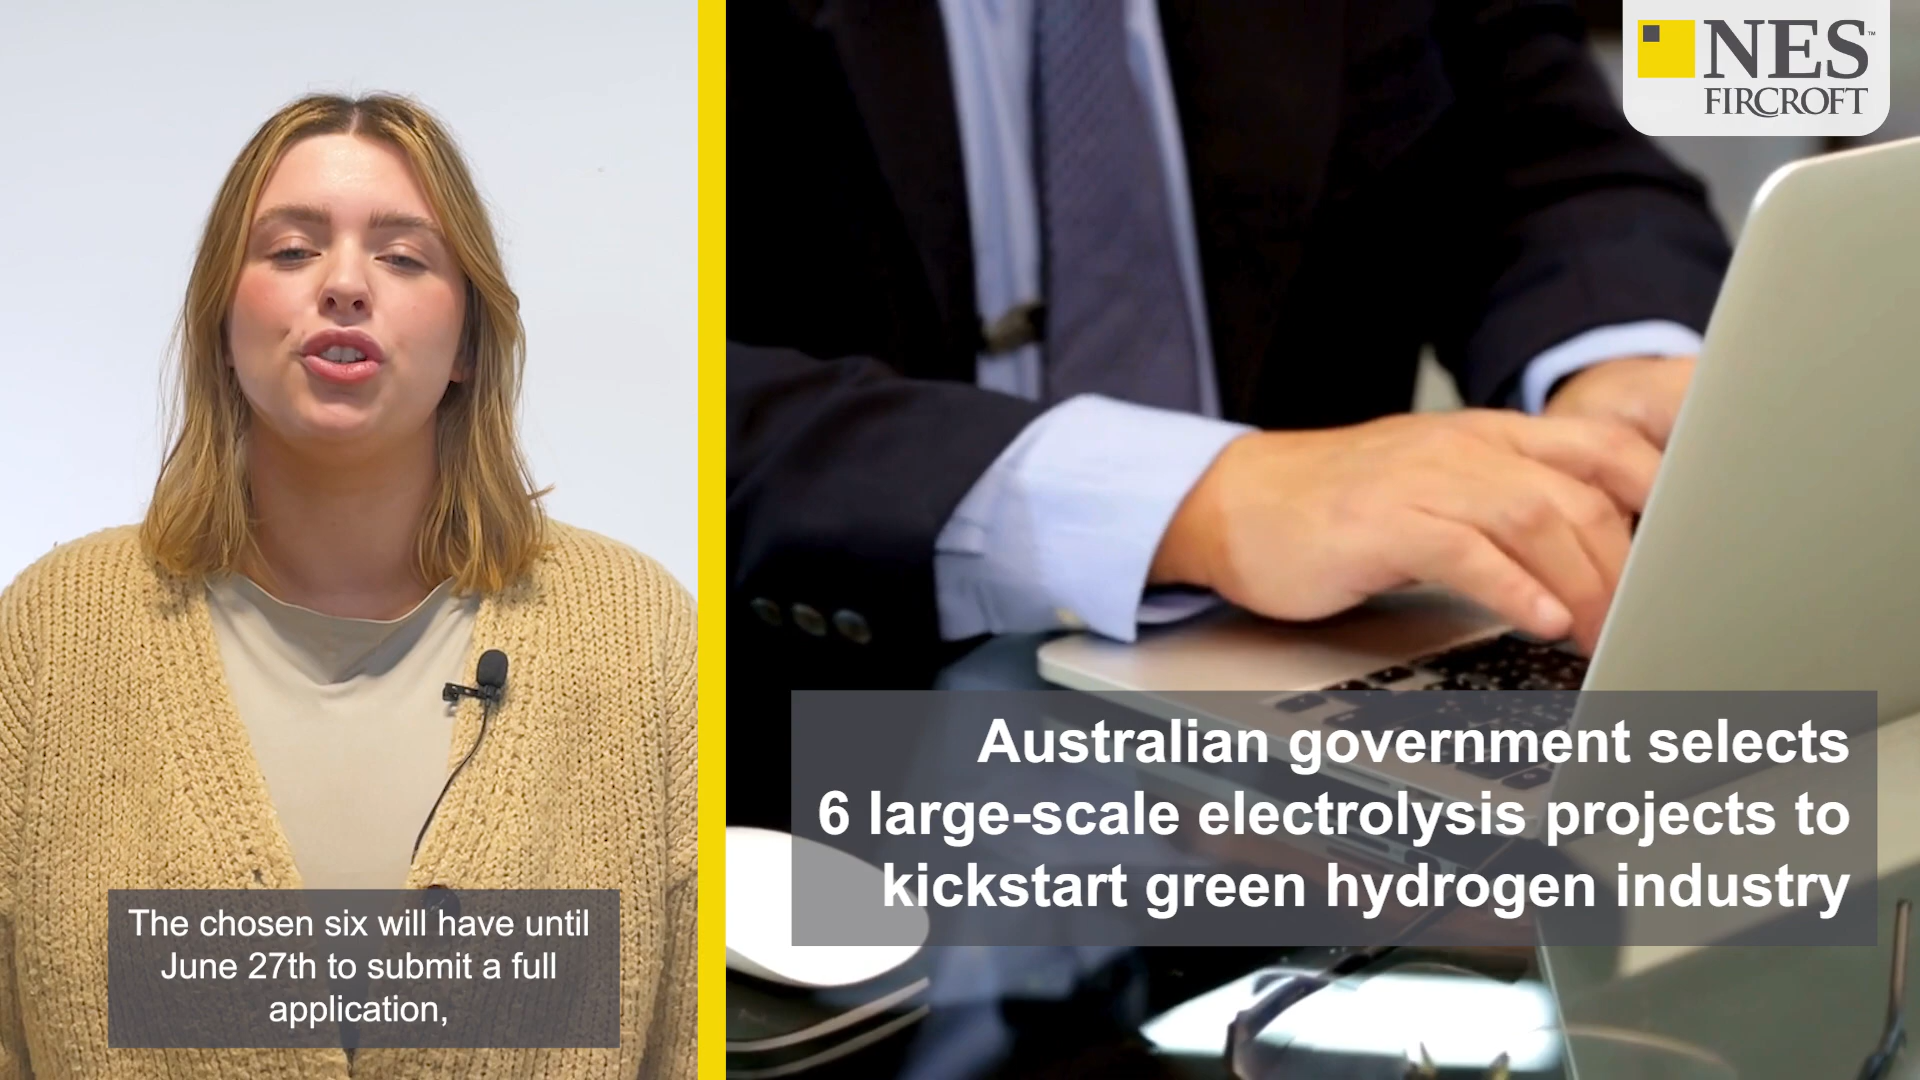 NES™
FIRCROFT
Australian government selects
6 large-scale electrolysis projects to
kickstart green hydrogen industry
The chosen six will have until
June 27th to submit a full
application,